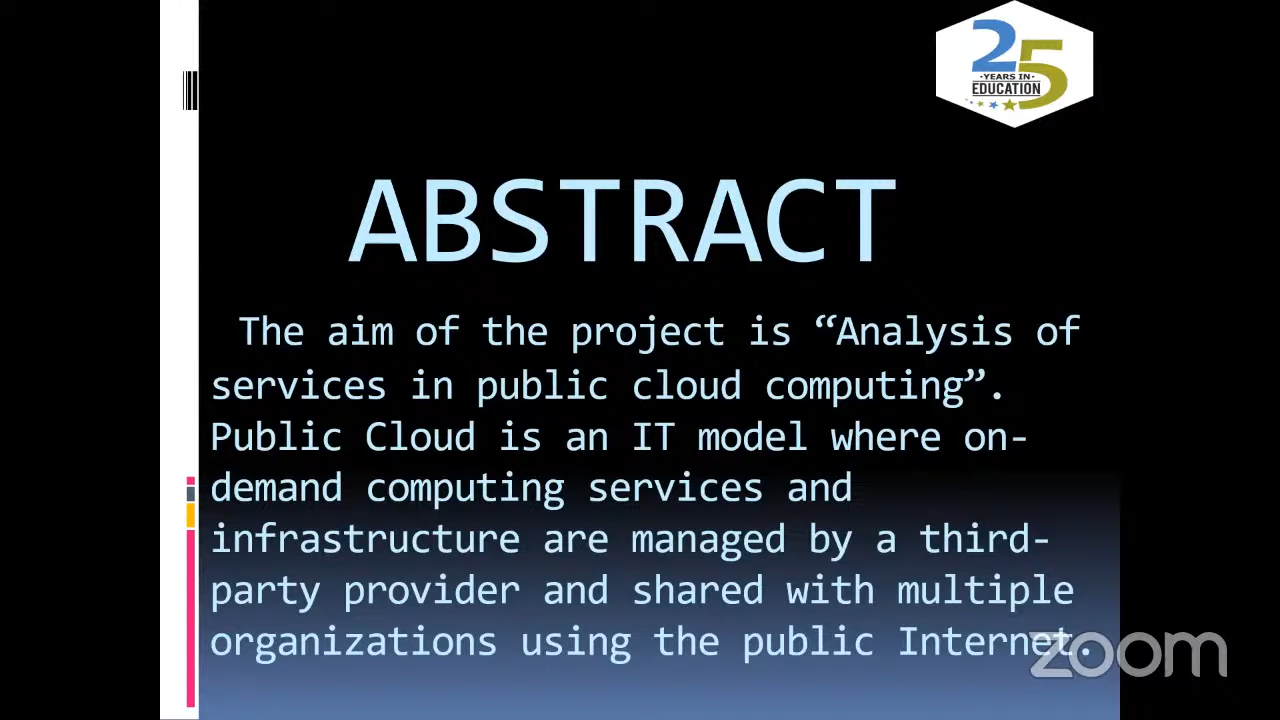 25
·YEARS IN·
EDUCATION
ABSTRACT
The aim of the project is “Analysis of
services in public cloud computing”.
Public Cloud is an IT model where on-
demand computing services and
infrastructure are managed by a third-
party provider and shared with multiple
organizations using the public Internet.
zoom